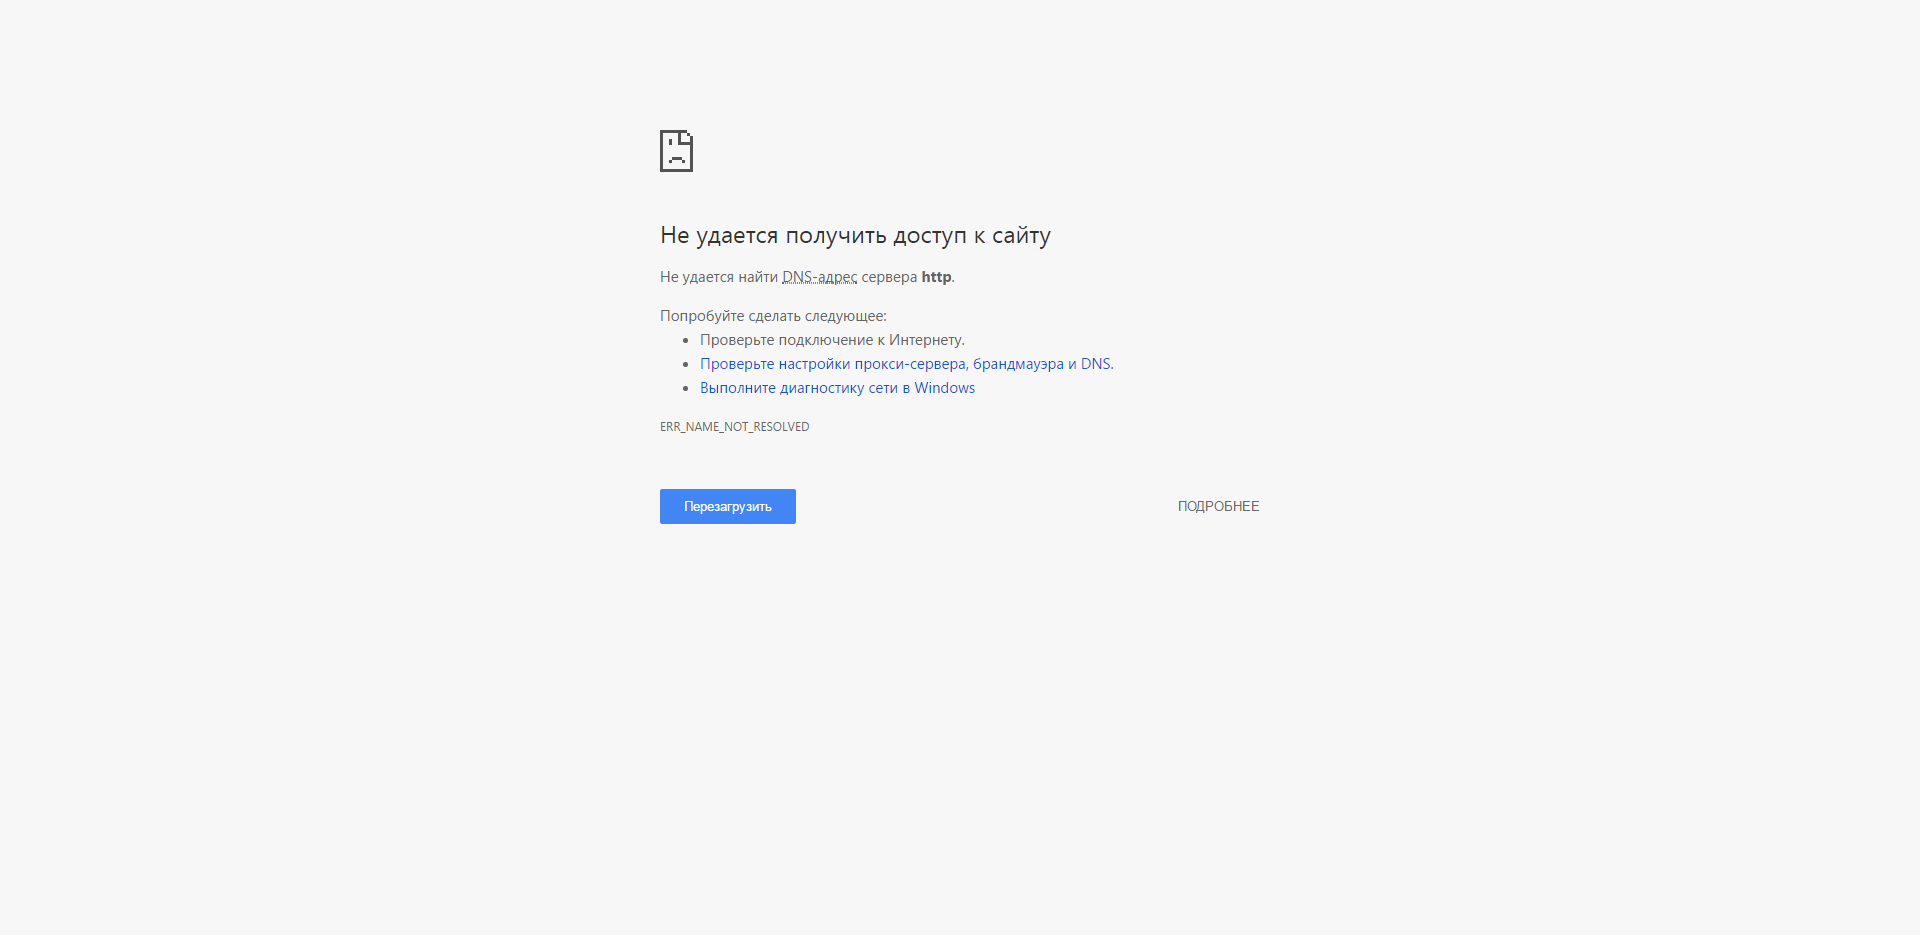 Не удается получить доступ к сайту
Не удается найти DNS-адрес сервера http.
Попробуйте сделать следующее:
Проверьте подключение к Интернету.
Проверьте настройки прокси-сервера, брандмауэра и DNS.
Выполните диагностику сети в Windows
ERR_NAME_NOT_RESOLVED
Перезагрузить
ПОДРОБНЕЕ